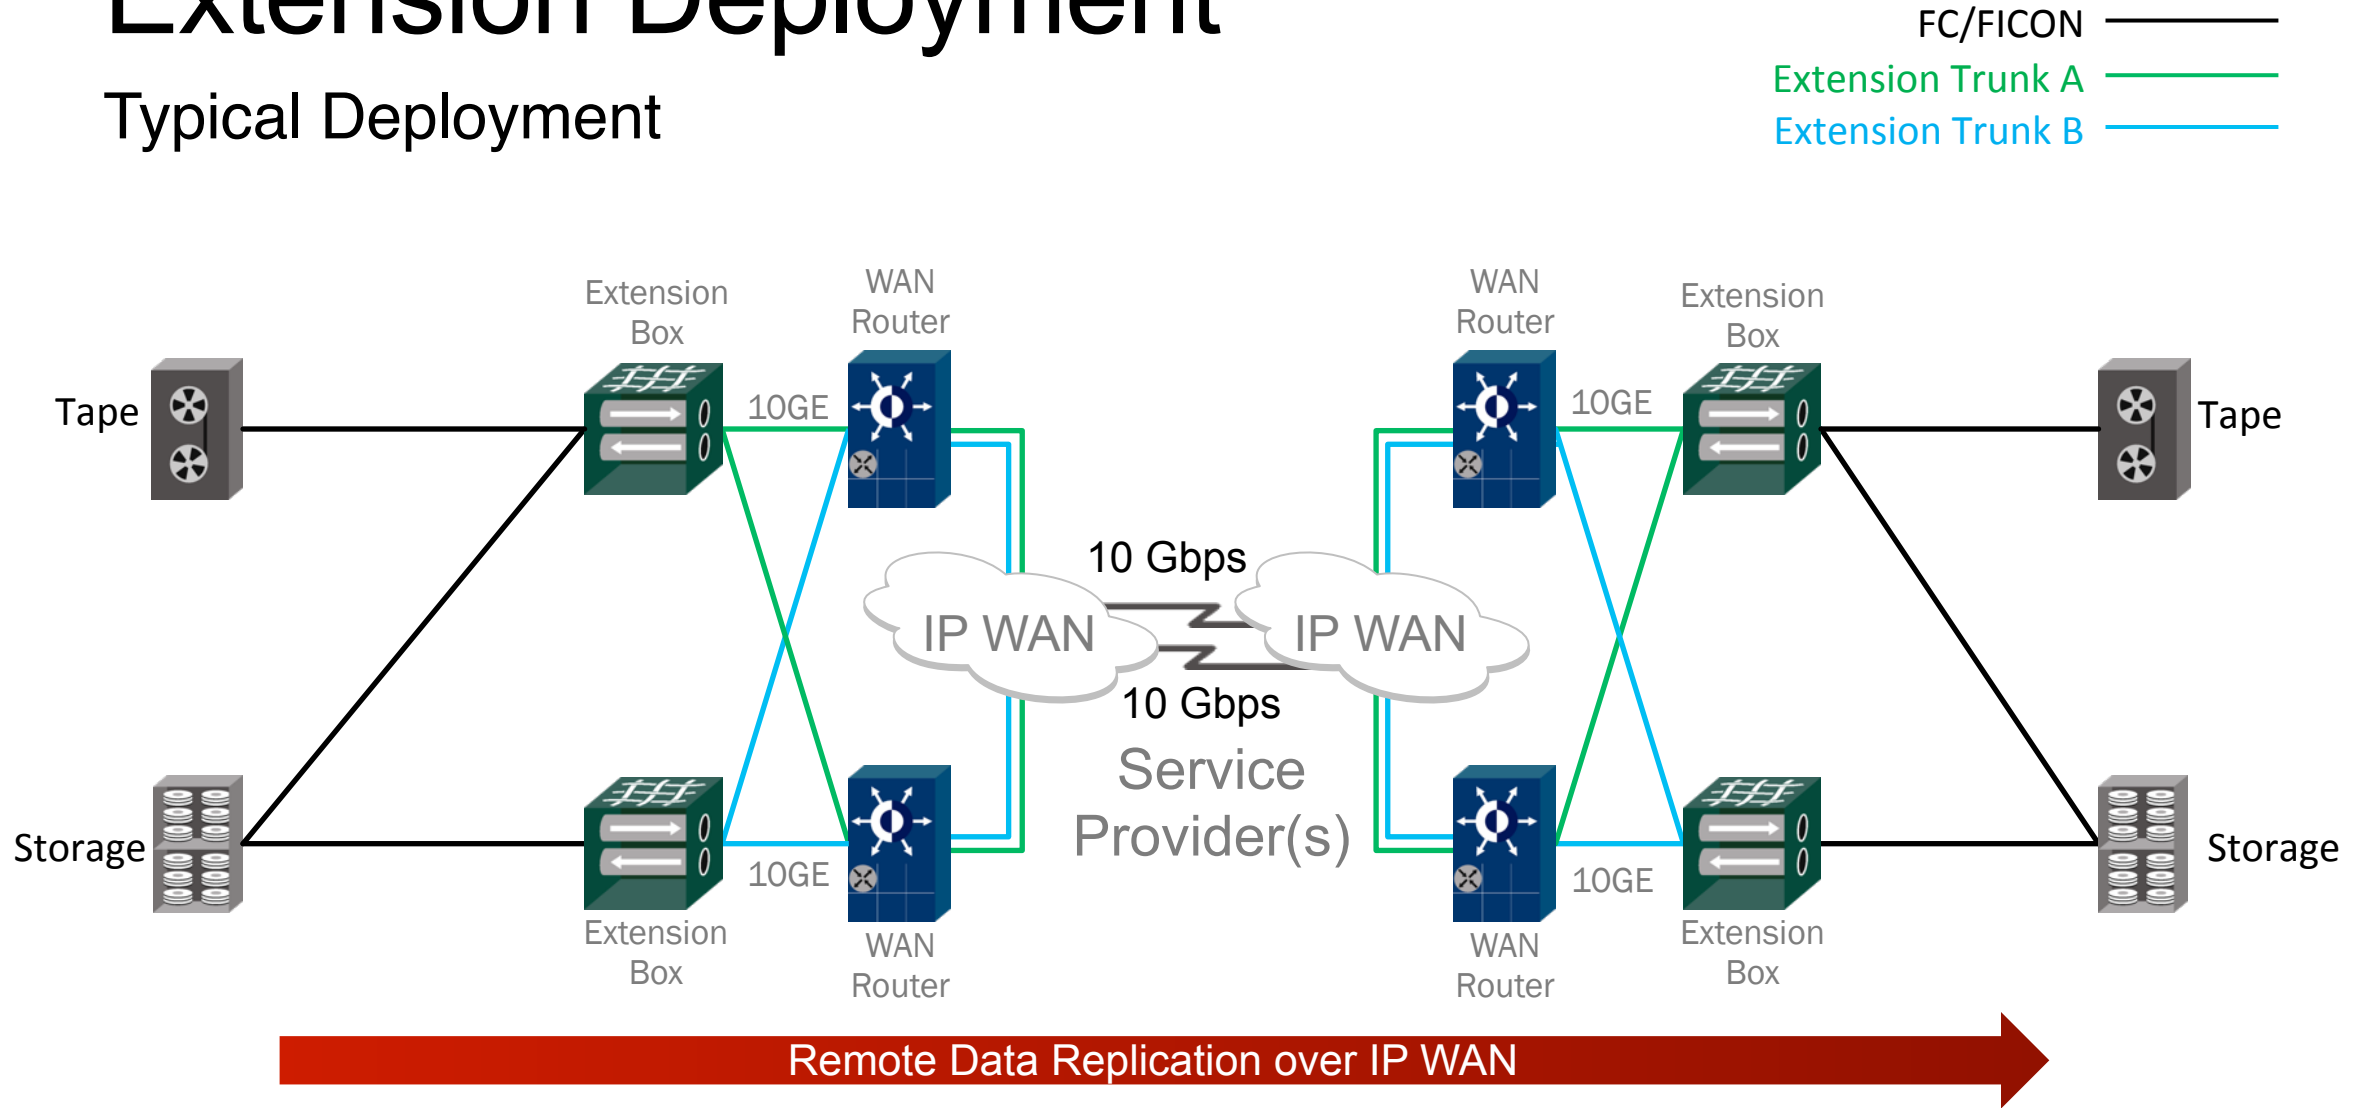 Extension Deployment
Typical Deployment
FC/FICON
Extension Trunk A
Extension Trunk B
Extension
Box
WAN
Router
WAN
Router
Extension
Box
Tape
10GE
10GE
Tape
10 Gbps
IP WAN
IP WAN
10 Gbps
Service
Provider(s)
Storage
10GE
10GE
Storage
Extension
Box
WAN
Router
WAN
Router
Extension
Box
Remote Data Replication over IP WAN